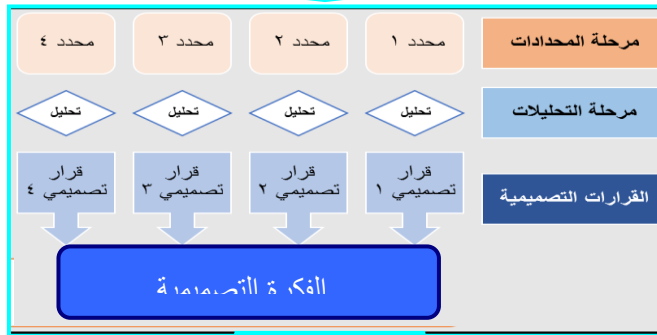 مرحلة المحدادات
محدد ١
محدد ٢
محدد ٣
محدد ٤
مرحلة التحليلات
تحليل
تحليل
تحليل
تحليل
القرارات التصميمية
قرار
تصميمي ١
قرار
تصميمي ٢
قرار
تصميمي ٣
قرار
تصميمي ٤
الفكرة التصميمية